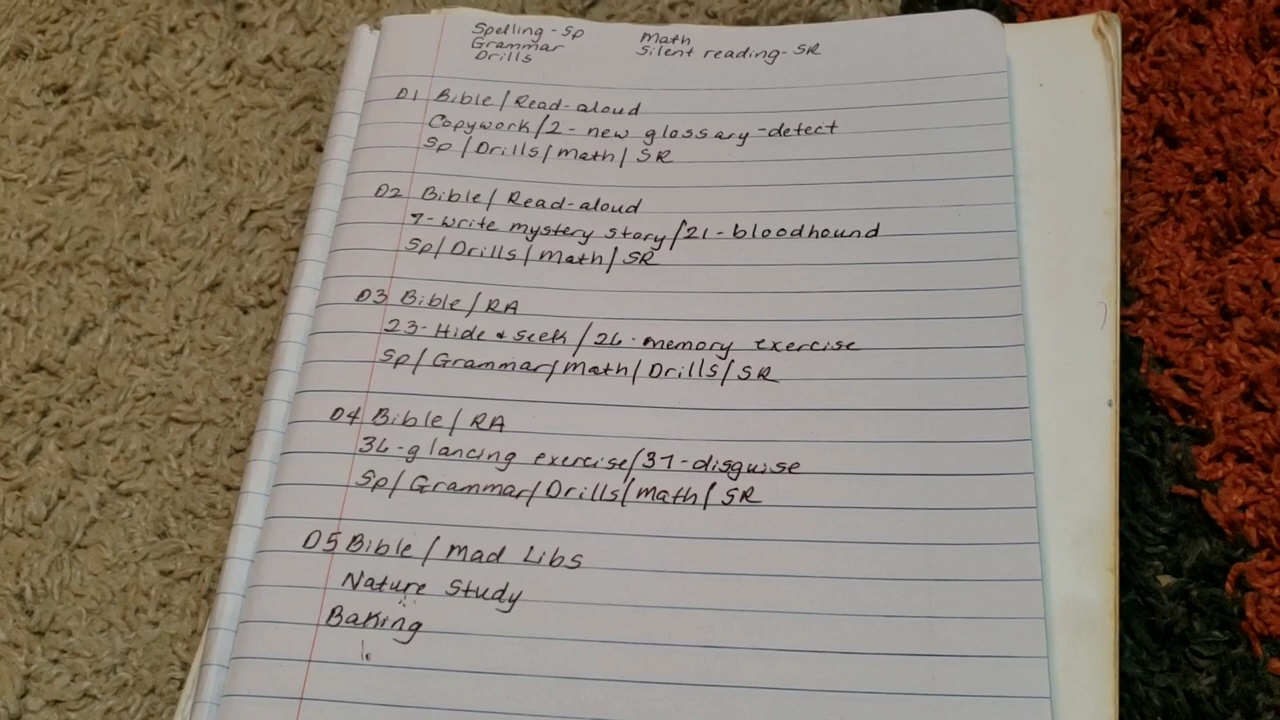 Spelling - Sp
Grammar
Drills
Math
Silent reading - SR
D1 Bible/Read-aloud
Copywork/2-new glossary-detect
Sp/Drills/Math/SR
D2 Bible/Read-aloud
7-write mystery story/21-bloodhound
Sp/Drills/Math/SR
D3 Bible/RA
23-Hide & Seek/26-memory exercise
Sp/Grammar/Math/Drills/SR
D4 Bible/RA
36-glancing exercise/37-disguise
Sp/Grammar/Drills/Math/SR
D5 Bible/Mad Libs
Nature Study
Baking